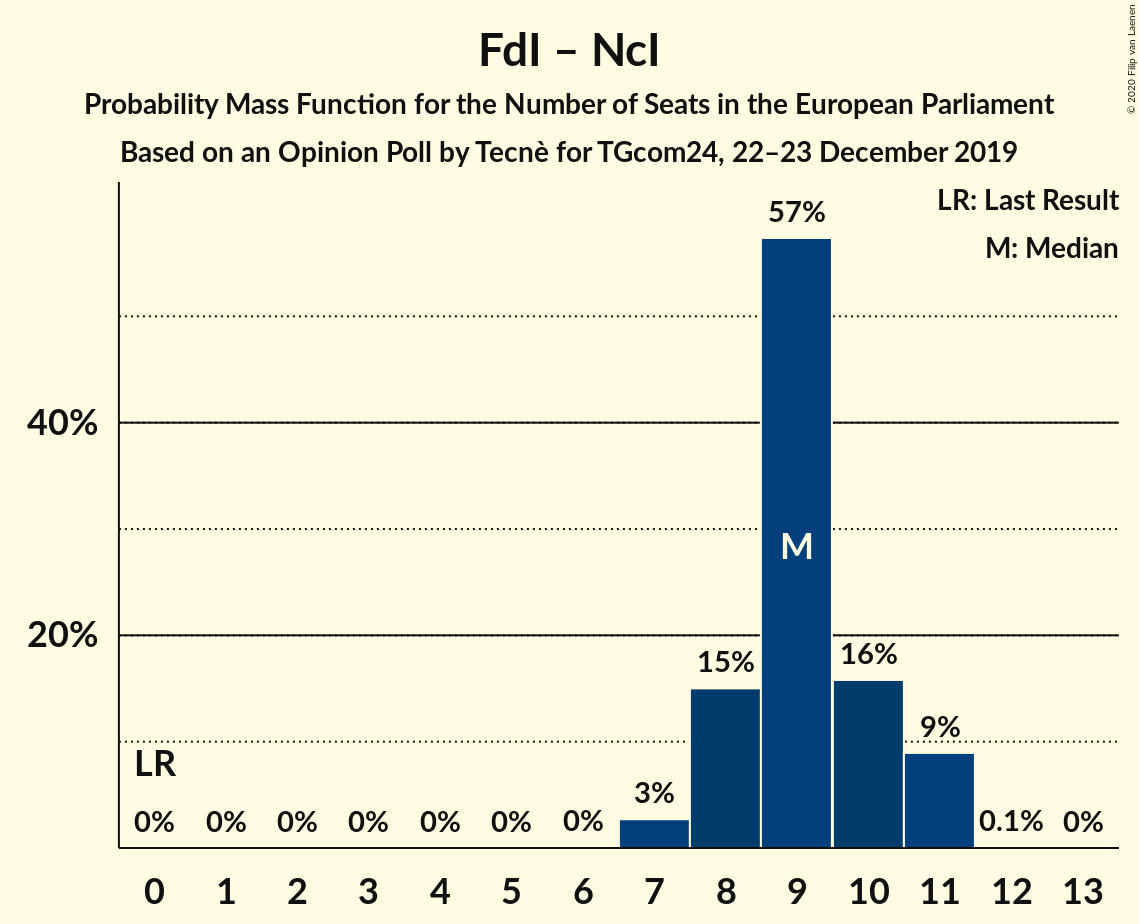 FdI – NcI
Probability Mass Function for the Number of Seats in the European Parliament
Based on an Opinion Poll by Tecnè for TGcom24, 22–23 December 2019
© 2020 Filip van Laenen
LR: Last Result
M: Median
57%
40%
M
20%
15%
16%
9%
LR
3%
0% 0% 0% 0% 0% 0% 0% 0.1% 0%
0 1 2 3 4 5 6 7 8 9 10 11 12 13